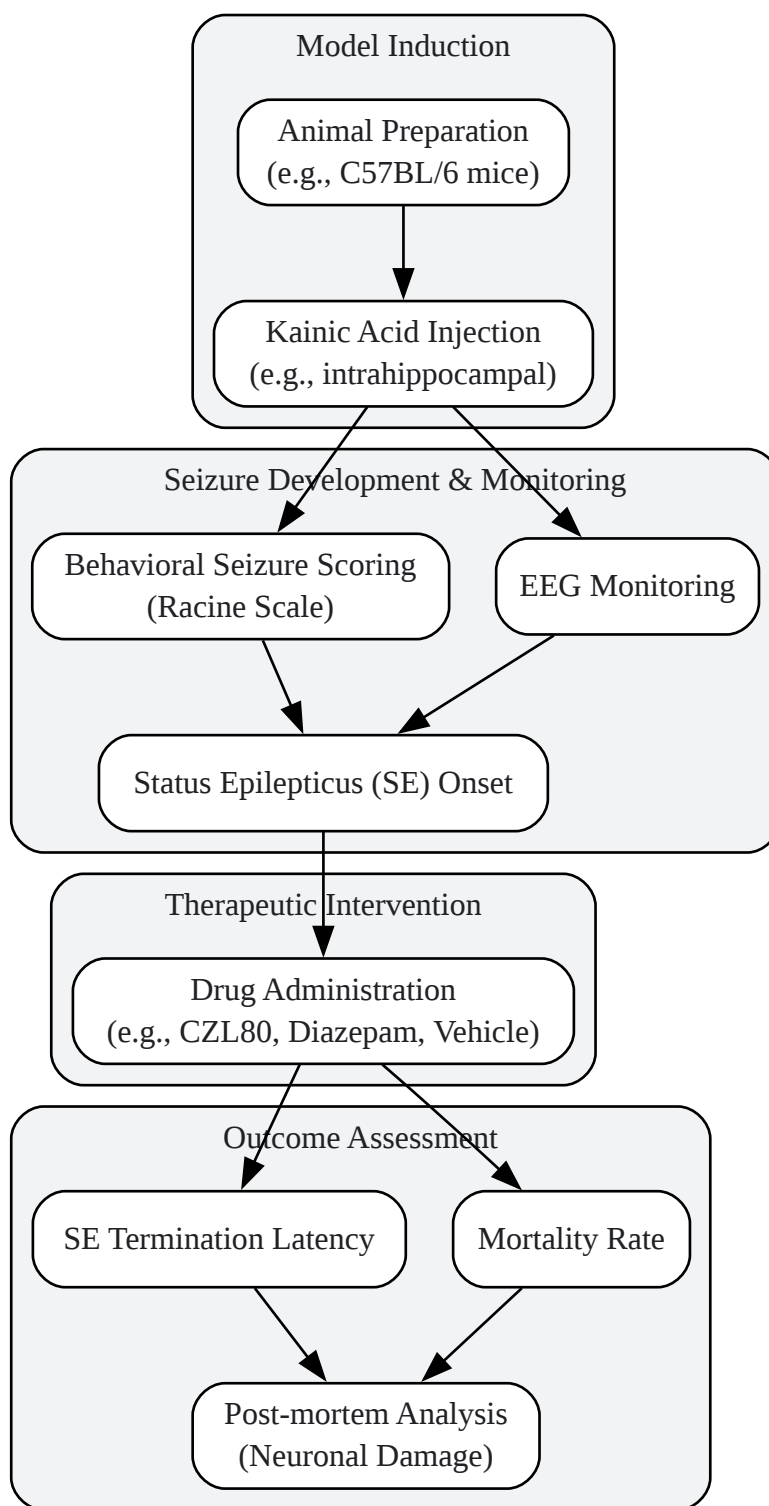 Model Induction
Animal Preparation
(e.g., C57BL/6 mice)
Kainic Acid Injection
(e.g., intrahippocampal)
Seizure Development & Monitoring
Behavioral Seizure Scoring
(Racine Scale)
EEG Monitoring
Status Epilepticus (SE) Onset
Therapeutic Intervention
Drug Administration
(e.g., CZL80, Diazepam, Vehicle)
Outcome Assessment
SE Termination Latency
Mortality Rate
Post-mortem Analysis
(Neuronal Damage)